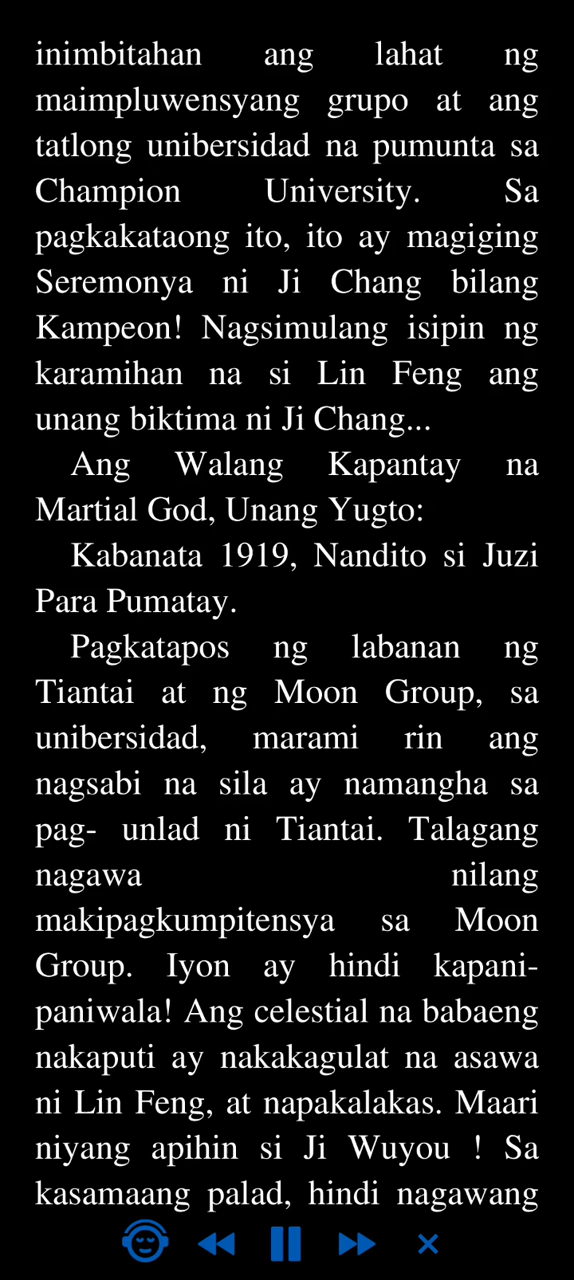 inimbitahan ang lahat ng
maimpluwensyang grupo at ang
tatlong unibersidad na pumunta sa
Champion University. Sa
pagkakataong ito, ito ay magiging
Seremonya ni Ji Chang bilang
Kampeon! Nagsimulang isipin ng
karamihan na si Lin Feng ang
unang biktima ni Ji Chang...
Ang Walang Kapantay na
Martial God, Unang Yugto:
Kabanata 1919, Nandito si Juzi
Para Pumatay.
Pagkatapos ng labanan ng
Tiantai at ng Moon Group, sa
unibersidad, marami rin ang
nagsabi na sila ay namangha sa
pag- unlad ni Tiantai. Talagang
nagawa nilang
makipagkumpitensya sa Moon
Group. Iyon ay hindi kapani-
paniwala! Ang celestial na babaeng
nakaputi ay nakakagulat na asawa
ni Lin Feng, at napakalakas. Maari
niyang apihin si Ji Wuyou ! Sa
kasamaang palad, hindi nagawang